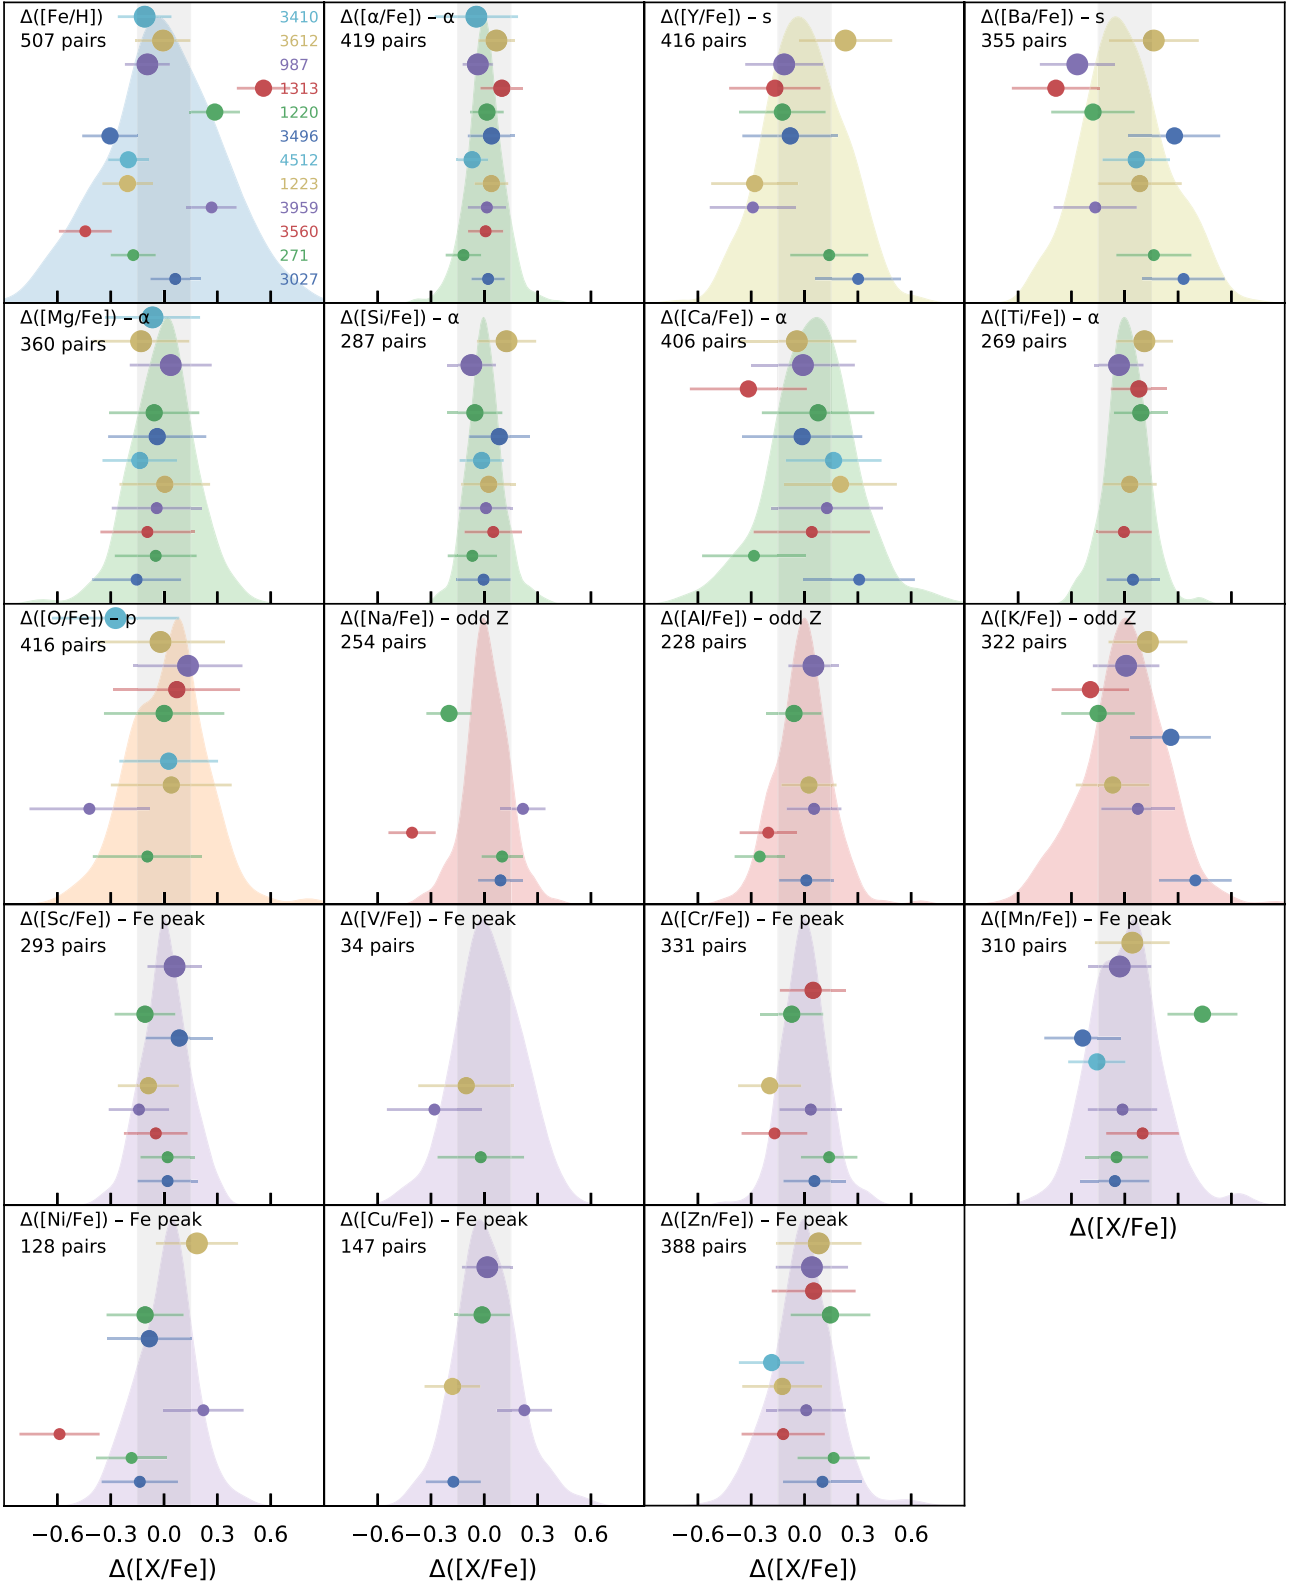 Δ([Fe/H])
507 pairs
3410
3612
987
1313
1220
3496
4512
1223
3959
3560
271
3027
Δ([α/Fe]) – α
419 pairs
Δ([Y/Fe]) – s
416 pairs
Δ([Ba/Fe]) – s
355 pairs
Δ([Mg/Fe]) – α
360 pairs
Δ([Si/Fe]) – α
287 pairs
Δ([Ca/Fe]) – α
406 pairs
Δ([Ti/Fe]) – α
269 pairs
Δ([O/Fe]) – p
416 pairs
Δ([Na/Fe]) – odd Z
254 pairs
Δ([Al/Fe]) – odd Z
228 pairs
Δ([K/Fe]) – odd Z
322 pairs
Δ([Sc/Fe]) – Fe peak
293 pairs
Δ([V/Fe]) – Fe peak
34 pairs
Δ([Cr/Fe]) – Fe peak
331 pairs
Δ([Mn/Fe]) – Fe peak
310 pairs
Δ([X/Fe])
Δ([Ni/Fe]) – Fe peak
128 pairs
Δ([Cu/Fe]) – Fe peak
147 pairs
Δ([Zn/Fe]) – Fe peak
388 pairs
−0.6 −0.3 0.0 0.3 0.6
−0.6 −0.3 0.0 0.3 0.6
−0.6 −0.3 0.0 0.3 0.6
Δ([X/Fe])
Δ([X/Fe])
Δ([X/Fe])